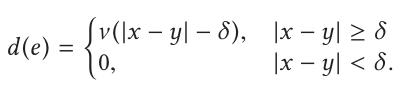 d(e) = { ν(|x − y| − δ), |x − y| ≥ δ
0, |x − y| < δ.